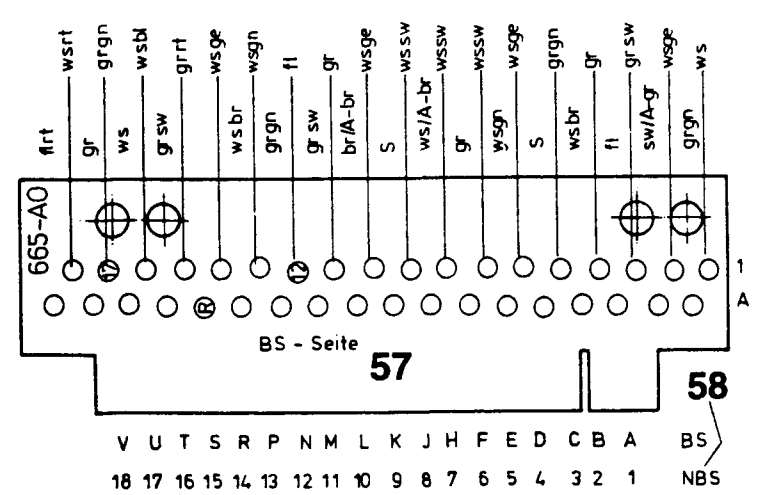 wsrt grgn wsbl grrt wsge wsgn fl gr wsge wssw wssw wssw wsge grgn gr grsw wsge ws
flrt gr ws grsw wsbr grgn grsw br/A-br S ws/A-br gr wsgn S wsbr fl sw/A-gr grgn
665-A0
17 12 1
R A
BS - Seite
57
58
V U T S R P N M L K J H F E D C B A BS
18 17 16 15 14 13 12 11 10 9 8 7 6 5 4 3 2 1 NBS